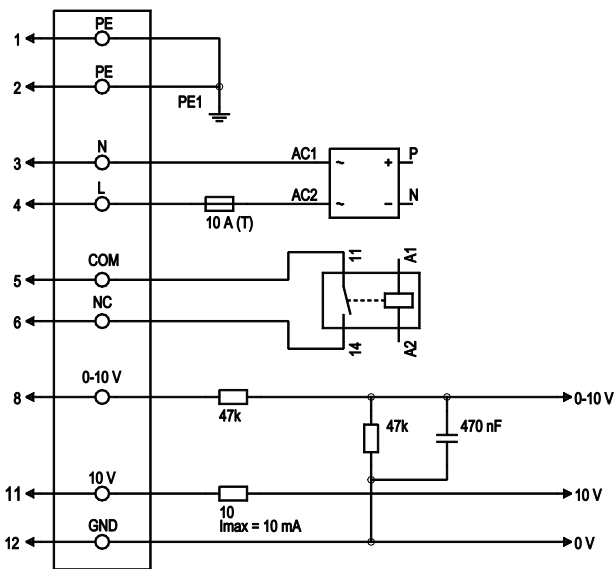 PE
1
PE
2
PE1
N
3
AC1
~
+
P
L
4
10 A (T)
AC2
~
–
N
COM
5
11
A1
NC
6
14
A2
0-10 V
8
47k
0-10 V
47k
470 nF
10 V
11
10
Imax = 10 mA
10 V
GND
12
0 V